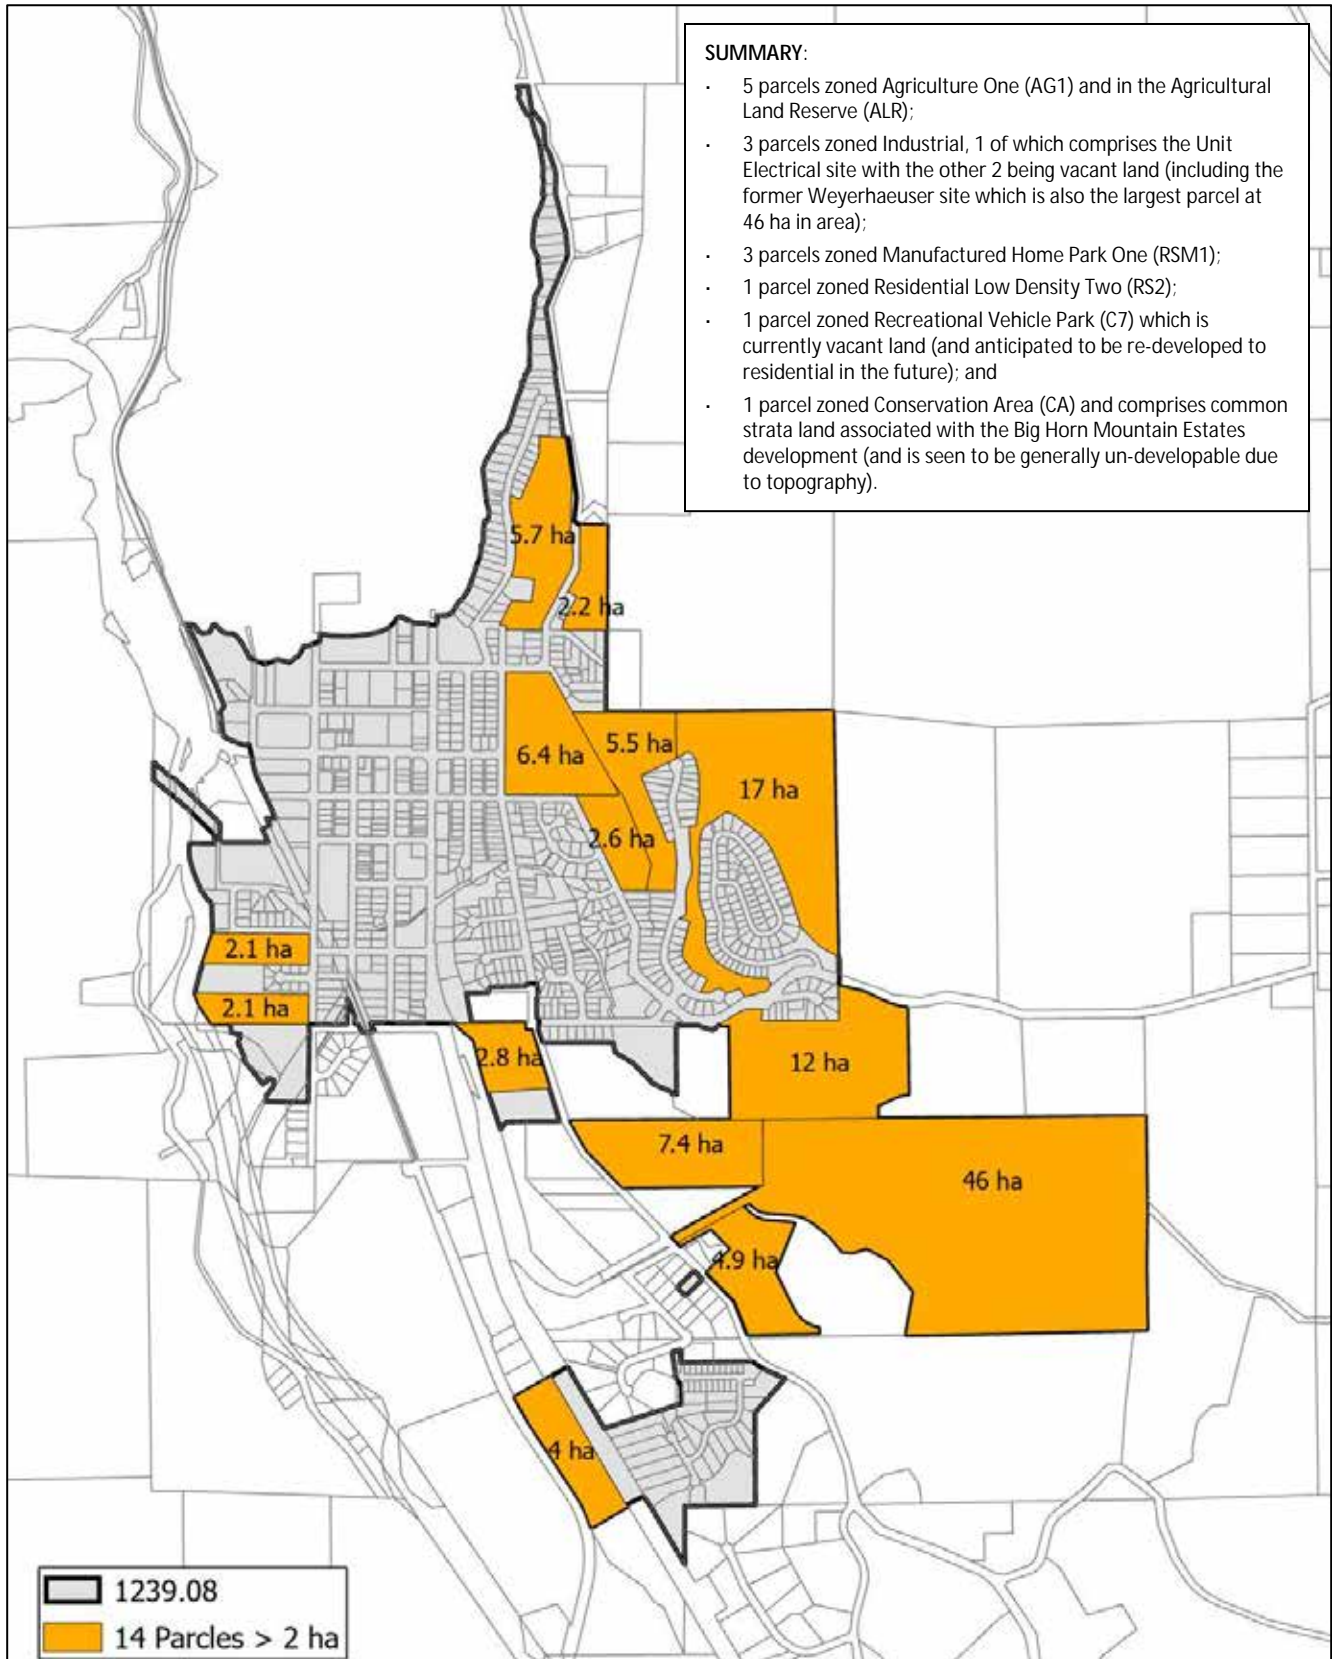 SUMMARY:
· 5 parcels zoned Agriculture One (AG1) and in the Agricultural
Land Reserve (ALR);
· 3 parcels zoned Industrial, 1 of which comprises the Unit
Electrical site with the other 2 being vacant land (including the
former Weyerhaeuser site which is also the largest parcel at
46 ha in area);
· 3 parcels zoned Manufactured Home Park One (RSM1);
· 1 parcel zoned Residential Low Density Two (RS2);
· 1 parcel zoned Recreational Vehicle Park (C7) which is
currently vacant land (and anticipated to be re-developed to
residential in the future); and
· 1 parcel zoned Conservation Area (CA) and comprises common
strata land associated with the Big Horn Mountain Estates
development (and is seen to be generally un-developable due
to topography).
5.7 ha
2.2 ha
5.5 ha
6.4 ha
17 ha
2.6 ha
2.1 ha
2.1 ha
2.8 ha
12 ha
7.4 ha
46 ha
4.9 ha
4 ha
1239.08
14 Parcles > 2 ha